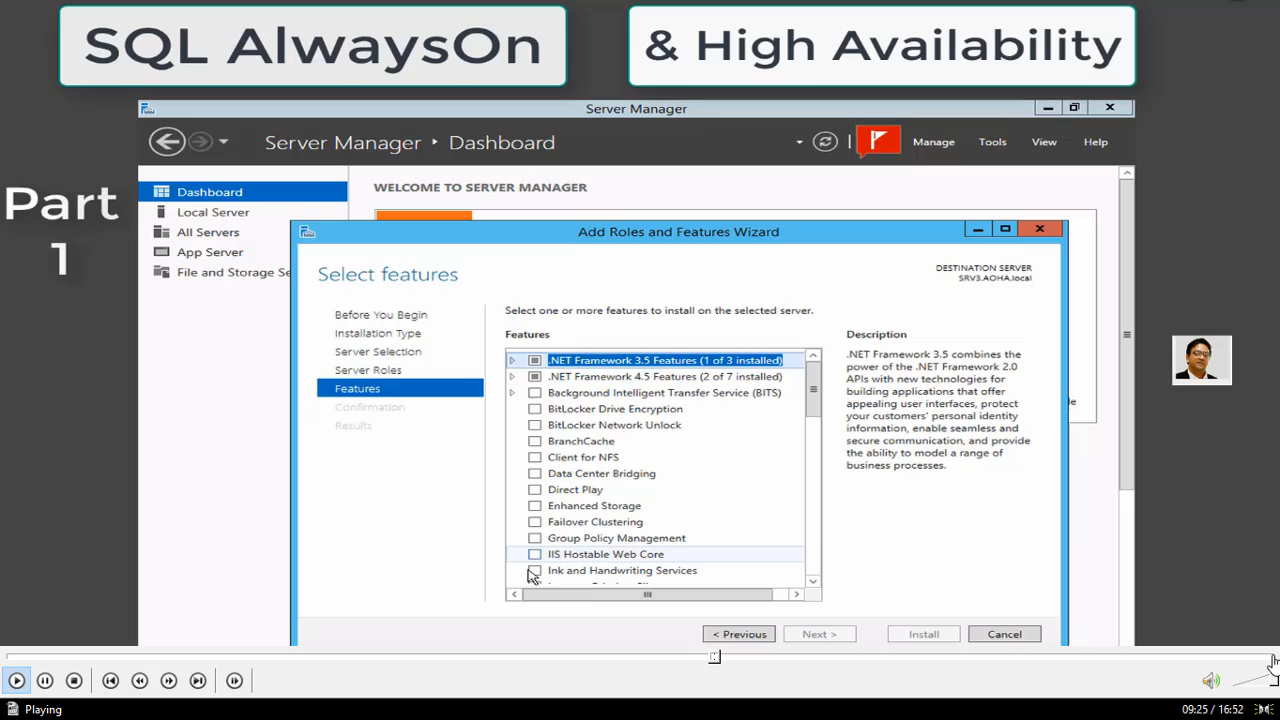 SQL AlwaysOn
& High Availability
Part
1
Server Manager
Server Manager • Dashboard
Manage
Tools
View
Help
Dashboard
Local Server
All Servers
App Server
File and Storage Se
WELCOME TO SERVER MANAGER
Add Roles and Features Wizard
Select features
DESTINATION SERVER
SRV3.AOHA.local
Before You Begin
Installation Type
Server Selection
Server Roles
Features
Confirmation
Results
Select one or more features to install on the selected server.
Features
.NET Framework 3.5 Features (1 of 3 installed)
.NET Framework 4.5 Features (2 of 7 installed)
Background Intelligent Transfer Service (BITS)
BitLocker Drive Encryption
BitLocker Network Unlock
BranchCache
Client for NFS
Data Center Bridging
Direct Play
Enhanced Storage
Failover Clustering
Group Policy Management
IIS Hostable Web Core
Ink and Handwriting Services
Description
.NET Framework 3.5 combines the
power of the .NET Framework 2.0
APIs with new technologies for
building applications that offer
appealing user interfaces, protect
your customers' personal identity
information, enable seamless and
secure communication, and provide
the ability to model a range of
business processes.
< Previous
Next >
Install
Cancel
Playing
09:25 / 16:52